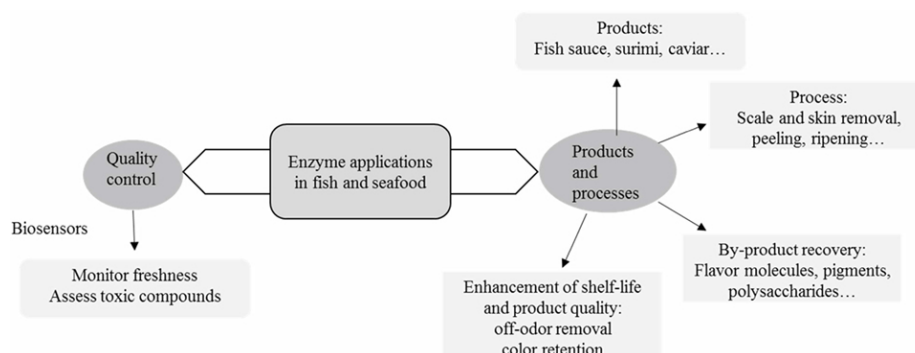 Products:
Fish sauce, surimi, caviar…
Process:
Scale and skin removal,
peeling, ripening…
Quality
control
Enzyme applications
in fish and seafood
Products
and
processes
Biosensors
Monitor freshness
Assess toxic compounds
By-product recovery:
Flavor molecules, pigments,
polysaccharides…
Enhancement of shelf-life
and product quality:
off-odor removal
color retention